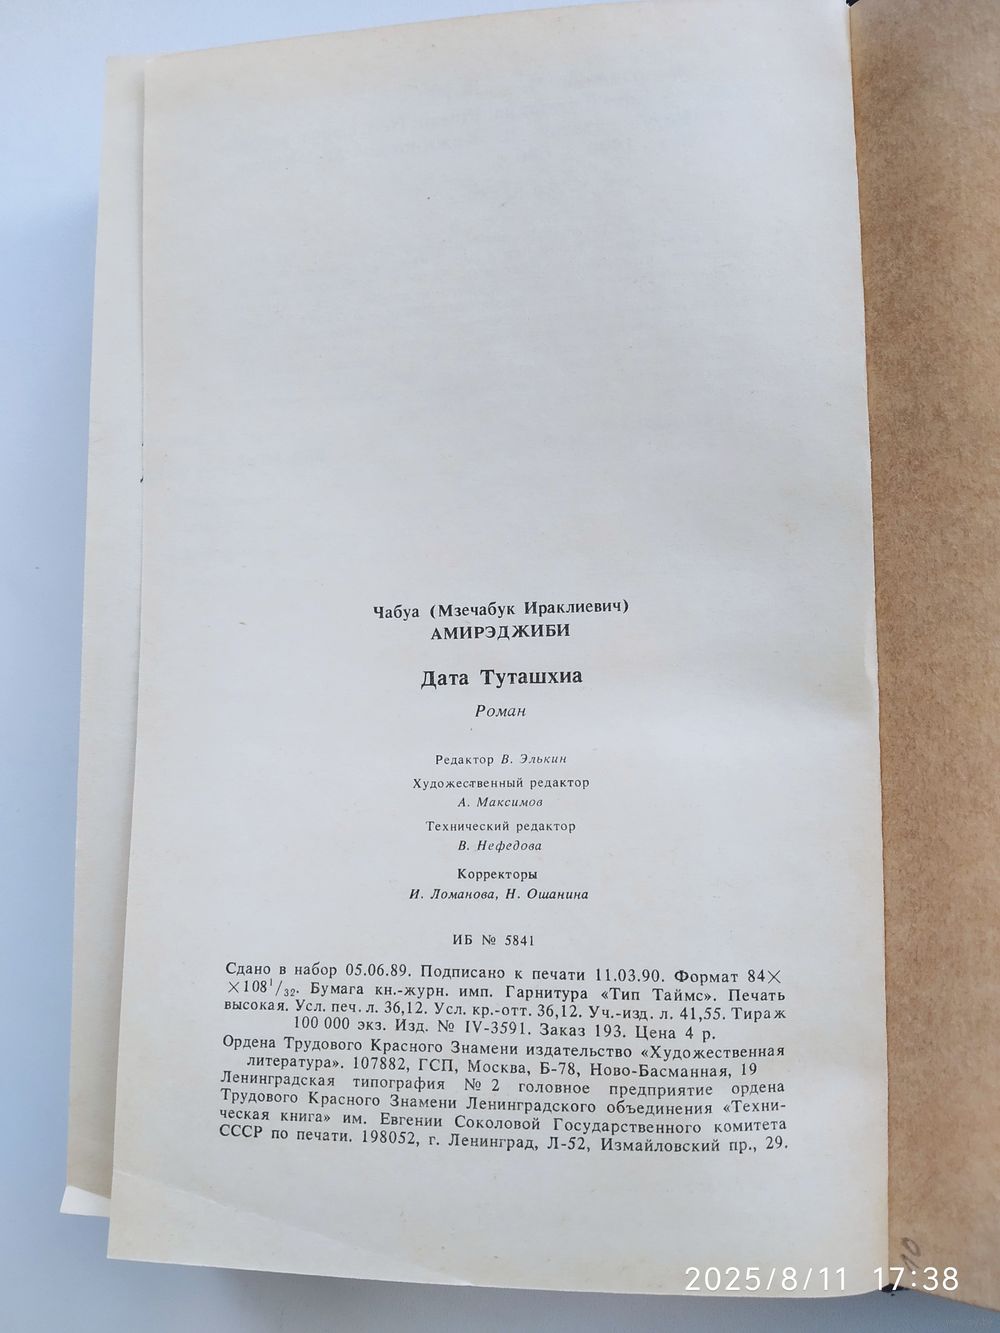 Чабуа (Мзечабук Ираклиевич)
АМИРЭДЖИБИ
Дата Туташхиа
Роман
Редактор В. Элькин
Художественный редактор
А. Максимов
Технический редактор
В. Нефедова
Корректоры
И. Ломанова, Н. Ошанина
ИБ № 5841
Сдано в набор 05.06.89. Подписано к печати 11.03.90. Формат 84×
×108¹/₃₂. Бумага кн.-журн. имп. Гарнитура «Тип Таймс». Печать
высокая. Усл. печ. л. 36,12. Усл. кр.-отт. 36,12. Уч.-изд. л. 41,55. Тираж
100 000 экз. Изд. № IV-3591. Заказ 193. Цена 4 р.
Ордена Трудового Красного Знамени издательство «Художественная
литература». 107882, ГСП, Москва, Б-78, Ново-Басманная, 19
Ленинградская типография № 2 головное предприятие ордена
Трудового Красного Знамени Ленинградского объединения «Техни-
ческая книга» им. Евгении Соколовой Государственного комитета
СССР по печати. 198052, г. Ленинград, Л-52, Измайловский пр., 29.
10
2025/8/11 17:38